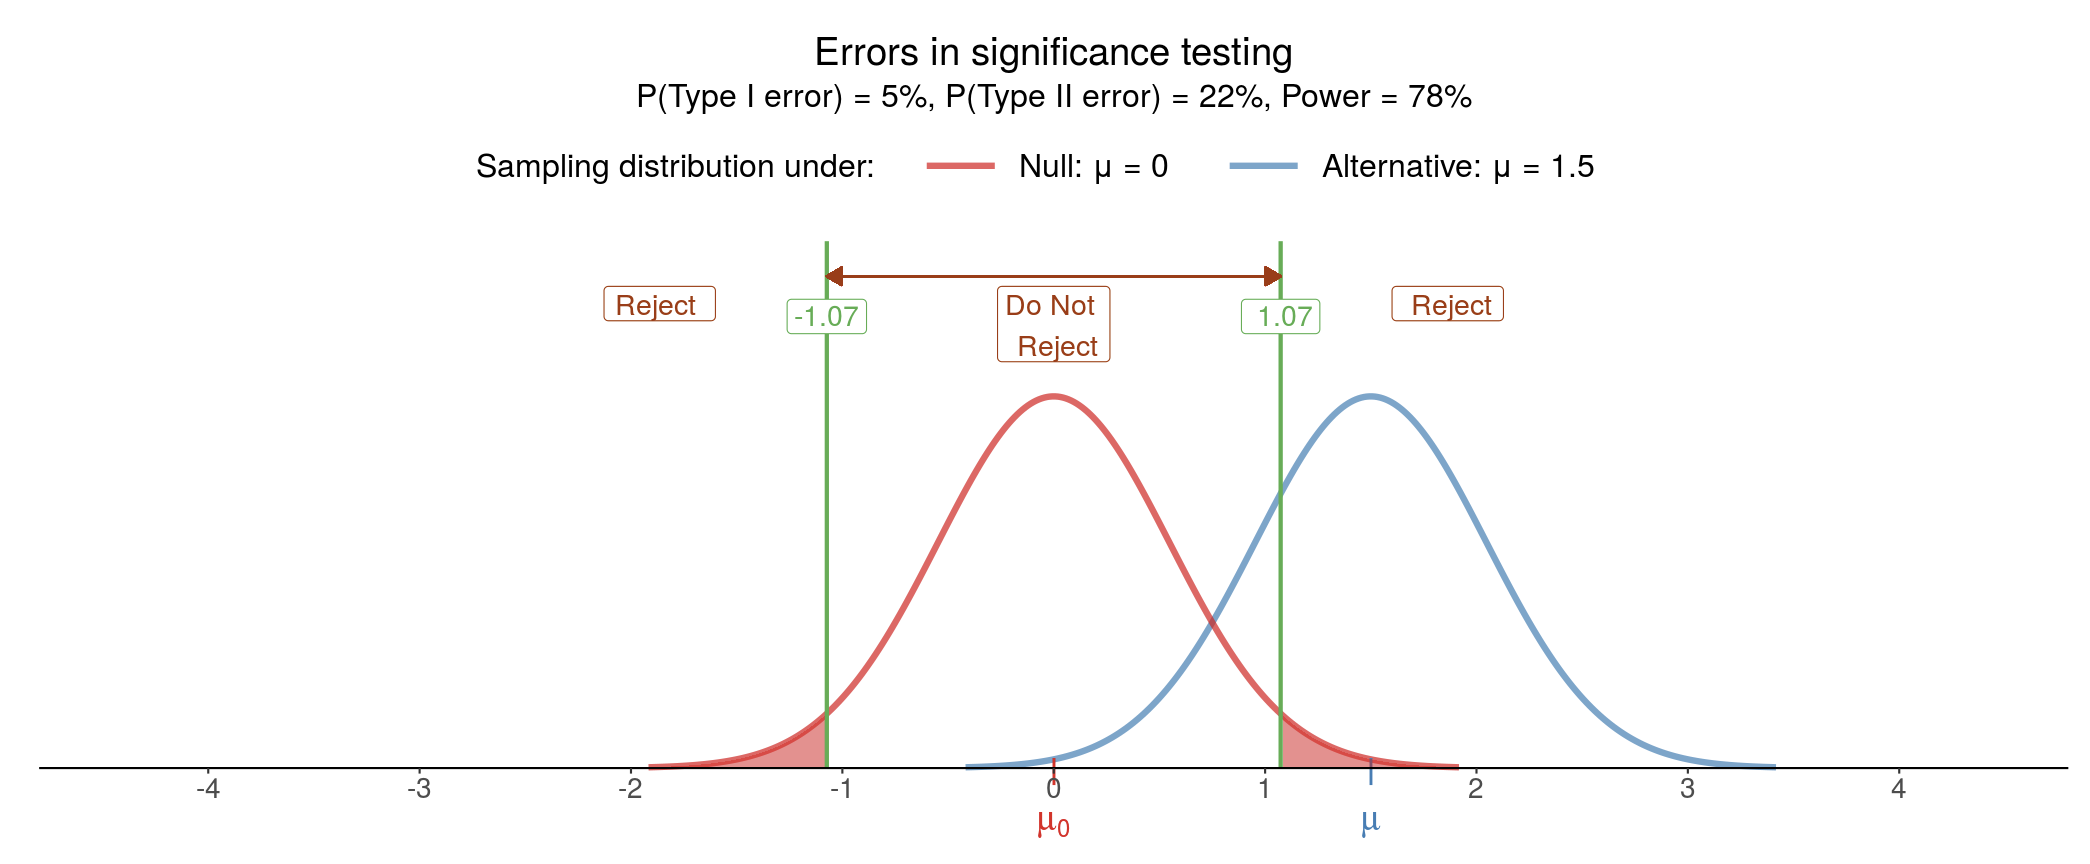 Errors in significance testing
P(Type I error) = 5%, P(Type II error) = 22%, Power = 78%
Sampling distribution under: Null: μ = 0 Alternative: μ = 1.5
Reject -1.07 Do Not 1.07 Reject
Reject
-4 -3 -2 -1 0 1 2 3 4
μ0 μ